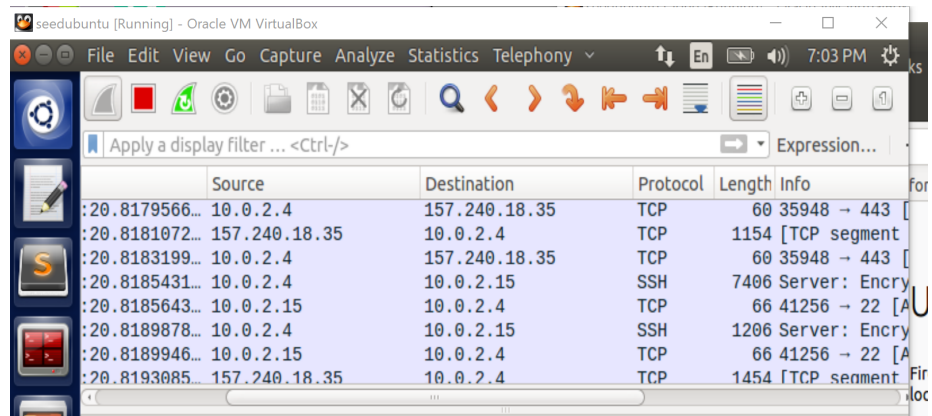 seedubuntu [Running] - Oracle VM VirtualBox
File Edit View Go Capture Analyze Statistics Telephony En 7:03 PM
ks
Apply a display filter ... <Ctrl-/> Expression...
Source Destination Protocol Length Info
for
:20.8179566… 10.0.2.4 157.240.18.35 TCP 60 35948 → 443 [
:20.8181072… 157.240.18.35 10.0.2.4 TCP 1154 [TCP segment
:20.8183199… 10.0.2.4 157.240.18.35 TCP 60 35948 → 443 [
:20.8185431… 10.0.2.4 10.0.2.15 SSH 7406 Server: Encry
:20.8185643… 10.0.2.15 10.0.2.4 TCP 66 41256 → 22 [A
U
:20.8189878… 10.0.2.4 10.0.2.15 SSH 1206 Server: Encry
:20.8189946… 10.0.2.15 10.0.2.4 TCP 66 41256 → 22 [A
Fir
:20.8193085… 157.240.18.35 10.0.2.4 TCP 1454 [TCP segment
loc